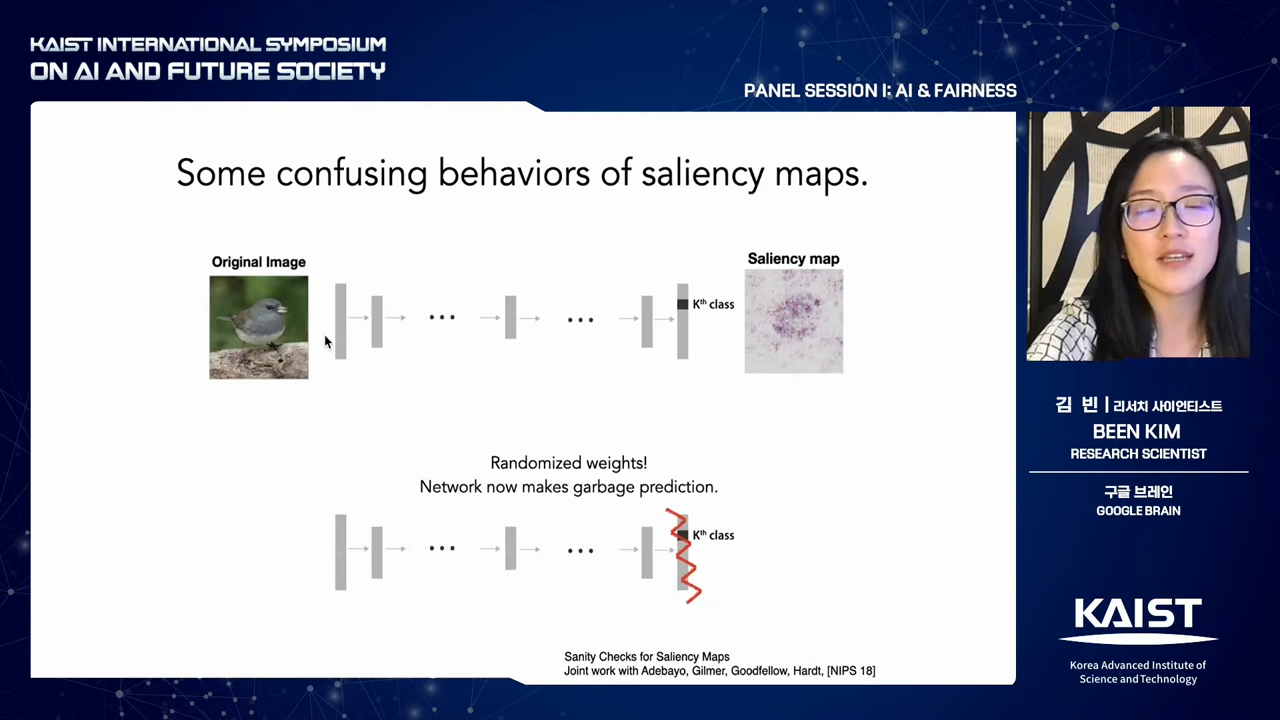 KAIST INTERNATIONAL SYMPOSIUM
ON AI AND FUTURE SOCIETY
PANEL SESSION I: AI & FAIRNESS
Some confusing behaviors of saliency maps.
Original Image
Saliency map
Kth class
Randomized weights!
Network now makes garbage prediction.
Kth class
Sanity Checks for Saliency Maps
Joint work with Adebayo, Gilmer, Goodfellow, Hardt, [NIPS 18]
김 빈 | 리서치 사이언티스트
BEEN KIM
RESEARCH SCIENTIST
구글 브레인
GOOGLE BRAIN
KAIST
Korea Advanced Institute of
Science and Technology